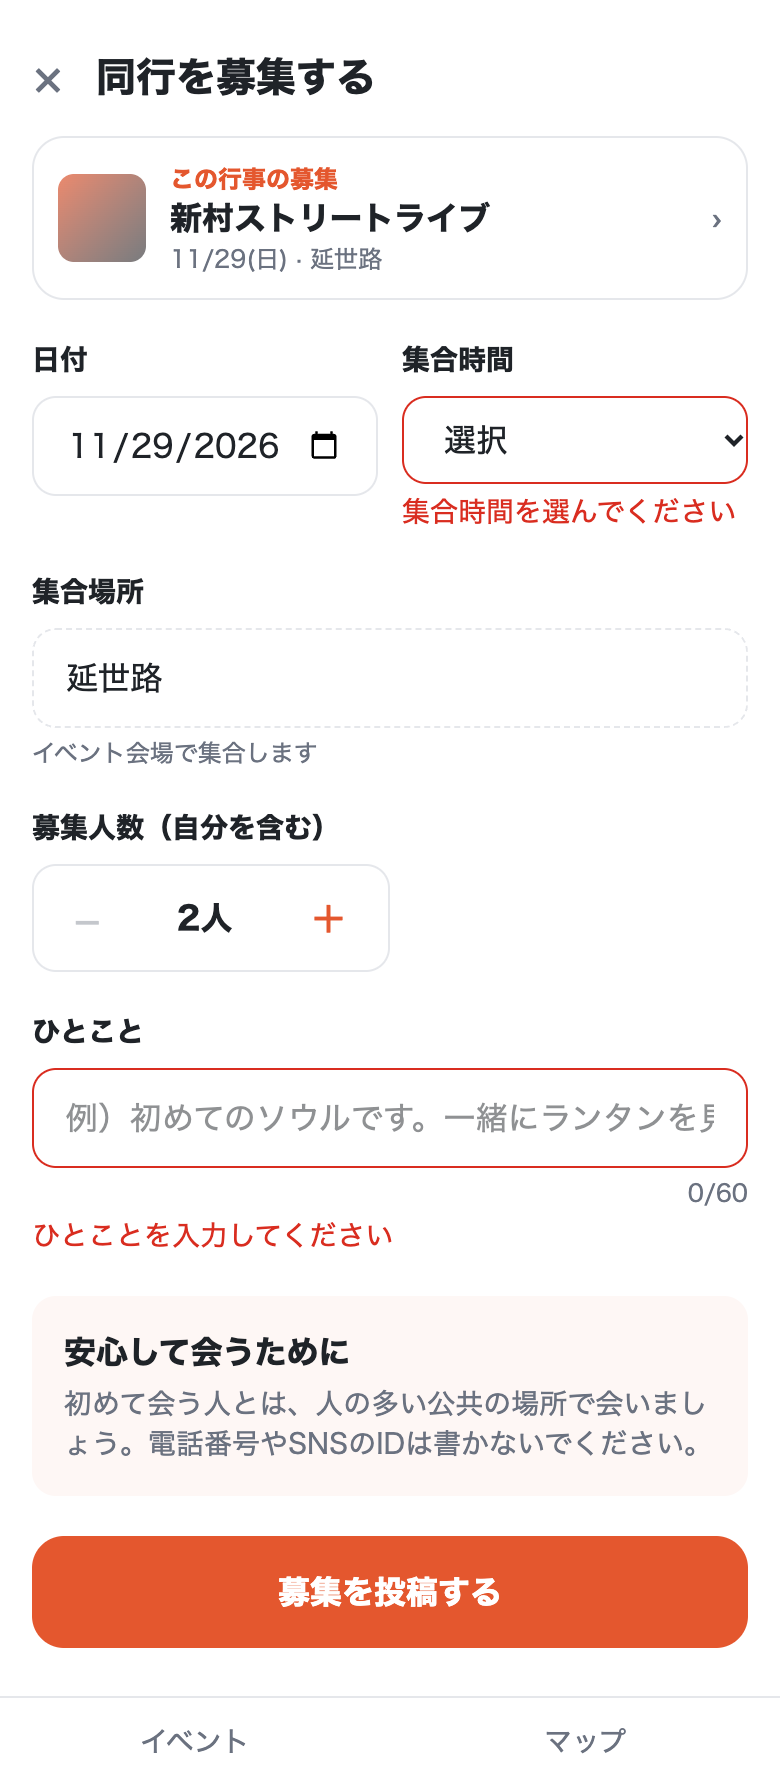 × 同行を募集する
この行事の募集
新村ストリートライブ
11/29(日) · 延世路
›
日付
11/29/2026
集合時間
選択
集合時間を選んでください
集合場所
延世路
イベント会場で集合します
募集人数（自分を含む）
− 2人 +
ひとこと
例）初めてのソウルです。一緒にランタンを
0/60
ひとことを入力してください
安心して会うために
初めて会う人とは、人の多い公共の場所で会いまし
ょう。電話番号やSNSのIDは書かないでください。
募集を投稿する
イベント
マップ